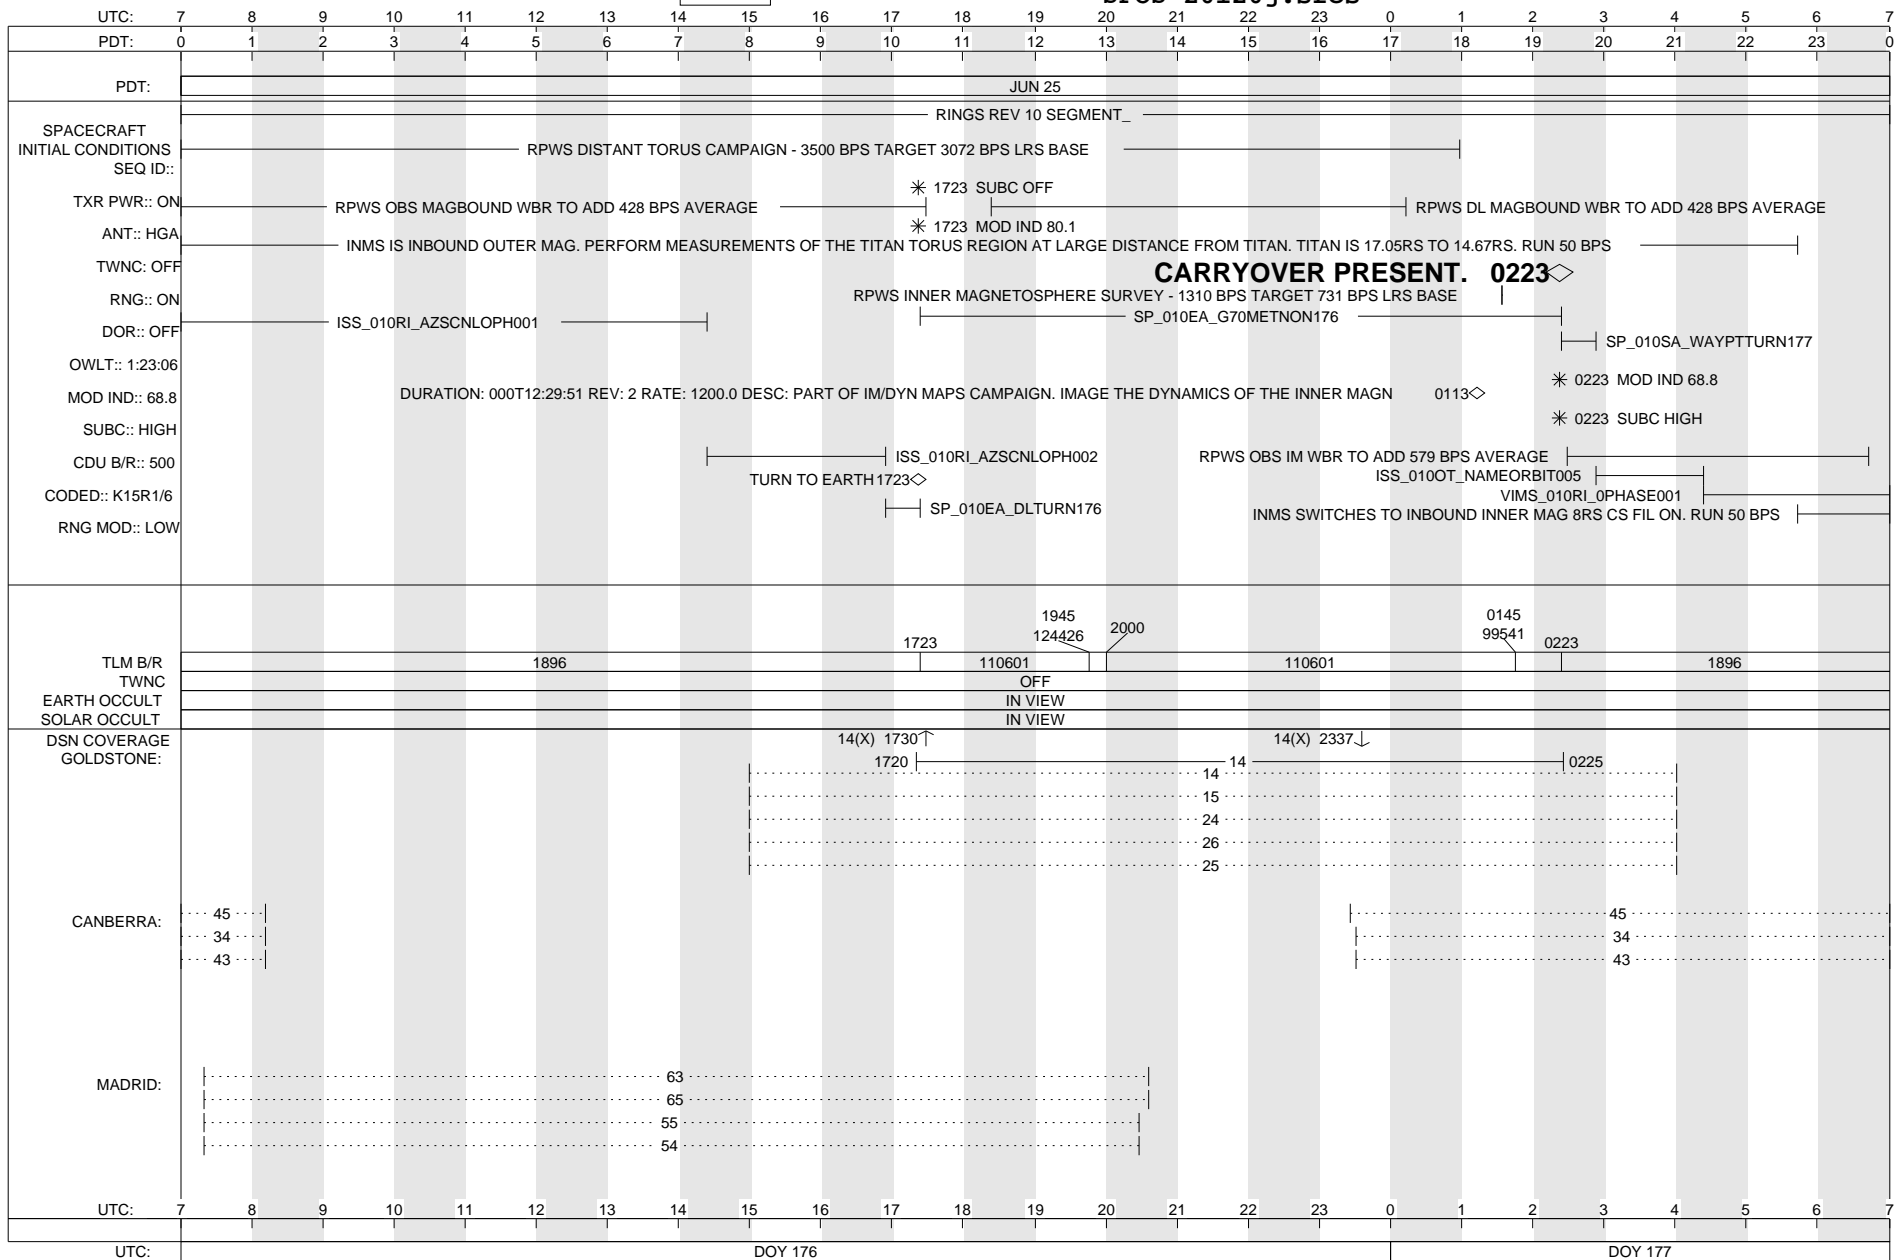 UTC: 7 8 9 10 11 12 13 14 15 16 17 18 19 20 21 22 23 0 1 2 3 4 5 6 7
PDT: 0 1 2 3 4 5 6 7 8 9 10 11 12 13 14 15 16 17 18 19 20 21 22 23 0
PDT: JUN 25
RINGS REV 10 SEGMENT_
SPACECRAFT
INITIAL CONDITIONS
RPWS DISTANT TORUS CAMPAIGN - 3500 BPS TARGET 3072 BPS LRS BASE
SEQ ID::
1723 SUBC OFF
TXR PWR:: ON
RPWS OBS MAGBOUND WBR TO ADD 428 BPS AVERAGE
RPWS DL MAGBOUND WBR TO ADD 428 BPS AVERAGE
1723 MOD IND 80.1
ANT:: HGA
INMS IS INBOUND OUTER MAG. PERFORM MEASUREMENTS OF THE TITAN TORUS REGION AT LARGE DISTANCE FROM TITAN. TITAN IS 17.05RS TO 14.67RS. RUN 50 BPS
TWNC: OFF
CARRYOVER PRESENT. 0223
RNG:: ON
RPWS INNER MAGNETOSPHERE SURVEY - 1310 BPS TARGET 731 BPS LRS BASE
ISS_010RI_AZSCNLOPH001
SP_010EA_G70METNON176
DOR:: OFF
SP_010SA_WAYPTTURN177
OWLT:: 1:23:06
0223 MOD IND 68.8
MOD IND:: 68.8
DURATION: 000T12:29:51 REV: 2 RATE: 1200.0 DESC: PART OF IM/DYN MAPS CAMPAIGN. IMAGE THE DYNAMICS OF THE INNER MAGN 0113
0223 SUBC HIGH
SUBC:: HIGH
ISS_010RI_AZSCNLOPH002
RPWS OBS IM WBR TO ADD 579 BPS AVERAGE
CDU B/R:: 500
ISS_010OT_NAMEORBIT005
TURN TO EARTH 1723
CODED:: K15R1/6
VIMS_010RI_0PHASE001
SP_010EA_DLTURN176
INMS SWITCHES TO INBOUND INNER MAG 8RS CS FIL ON. RUN 50 BPS
RNG MOD:: LOW
1945 0145
124426 2000 99541
1723 0223
TLM B/R 1896 110601 110601 1896
TWNC OFF
EARTH OCCULT IN VIEW
SOLAR OCCULT IN VIEW
DSN COVERAGE 14(X) 1730 14(X) 2337
GOLDSTONE: 1720 14 0225
14
15
24
26
25
CANBERRA:
45 45
34 34
43 43
MADRID:
63
65
55
54
UTC: 7 8 9 10 11 12 13 14 15 16 17 18 19 20 21 22 23 0 1 2 3 4 5 6 7
UTC: DOY 176 DOY 177